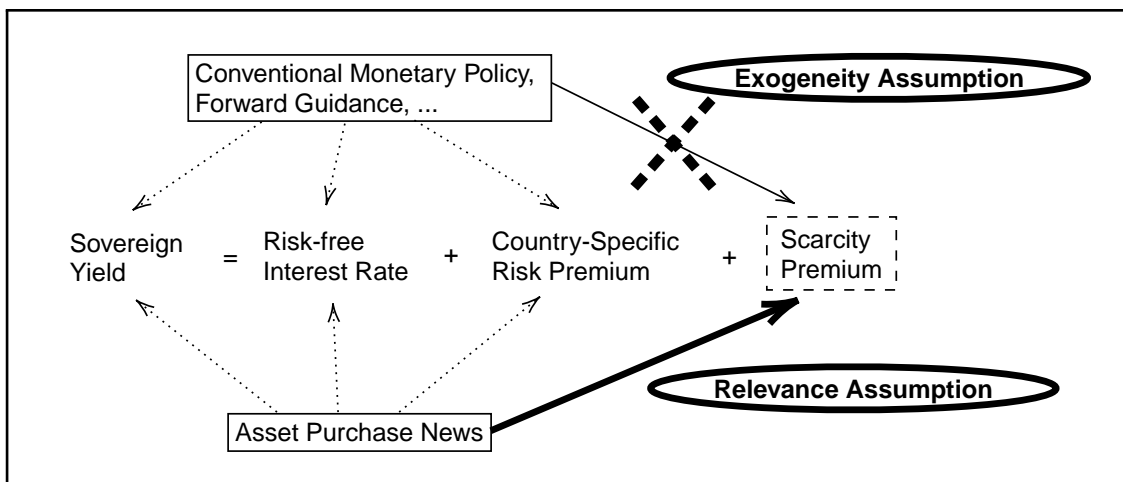 Conventional Monetary Policy,
Forward Guidance, ...
Exogeneity Assumption
Sovereign
Yield
=
Risk-free
Interest Rate
+
Country-Specific
Risk Premium
+
Scarcity
Premium
Relevance Assumption
Asset Purchase News